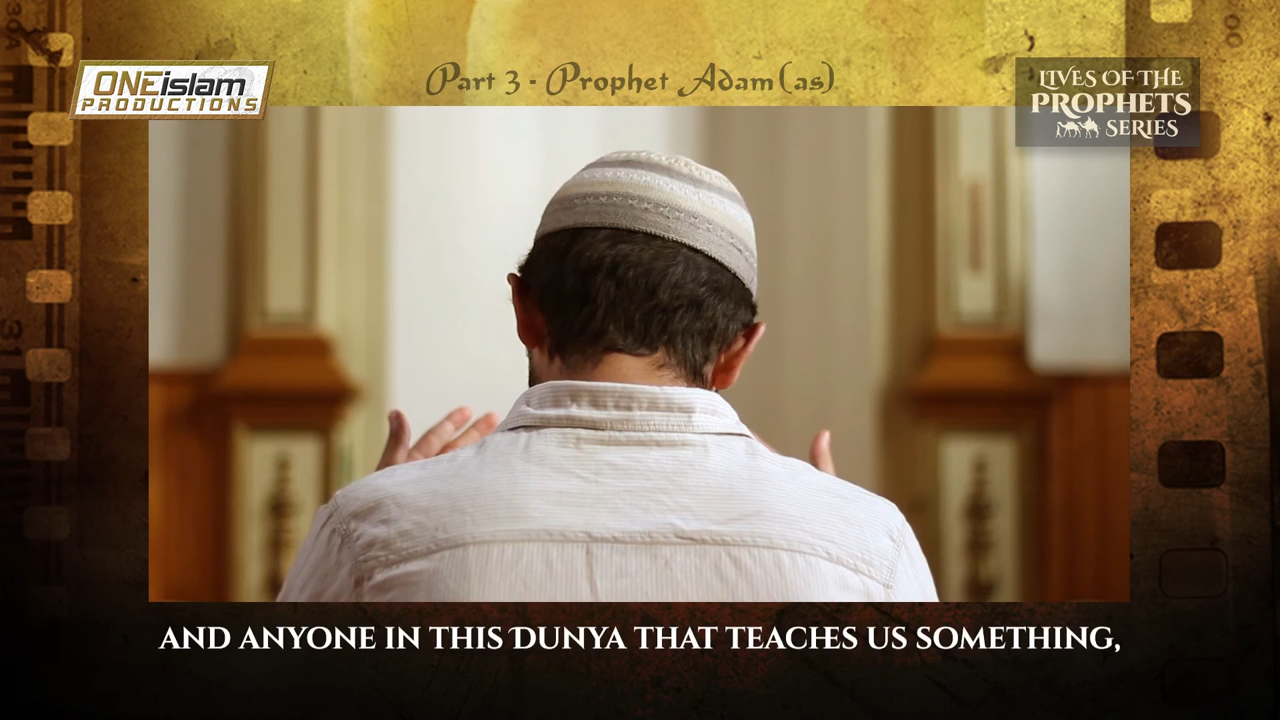 ONEislam
PRODUCTIONS
Part 3 - Prophet Adam (as)
LIVES OF THE
PROPHETS
SERIES
AND ANYONE IN THIS DUNYA THAT TEACHES US SOMETHING,